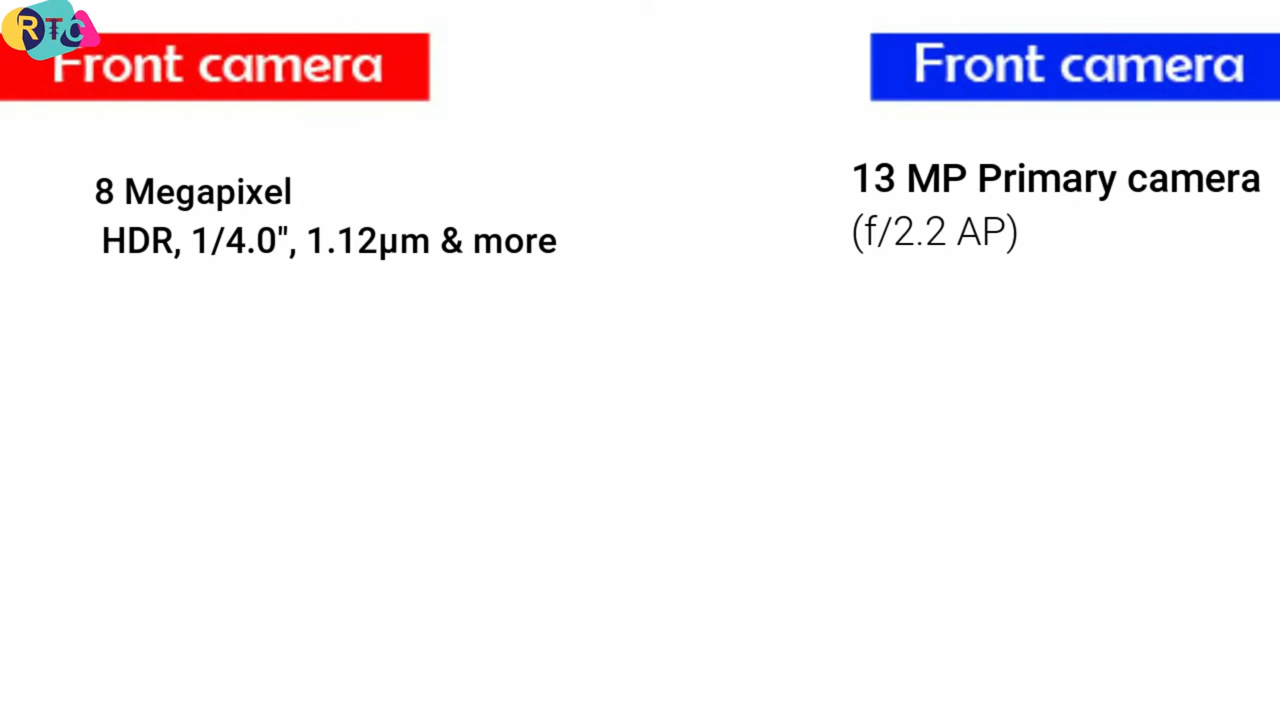 RTC
Front camera
Front camera
8 Megapixel
HDR, 1/4.0", 1.12μm & more
13 MP Primary camera
(f/2.2 AP)